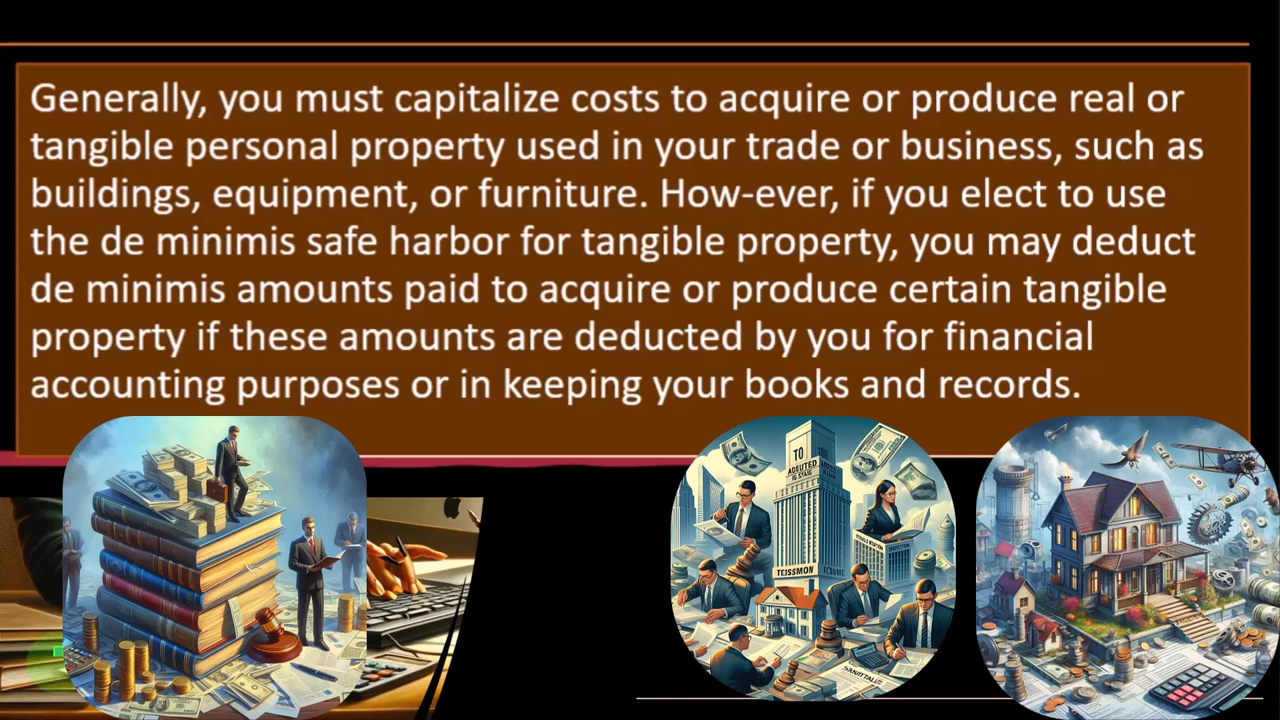 Generally, you must capitalize costs to acquire or produce real or
tangible personal property used in your trade or business, such as
buildings, equipment, or furniture. How-ever, if you elect to use
the de minimis safe harbor for tangible property, you may deduct
de minimis amounts paid to acquire or produce certain tangible
property if these amounts are deducted by you for financial
accounting purposes or in keeping your books and records.
TO
TEISSMON